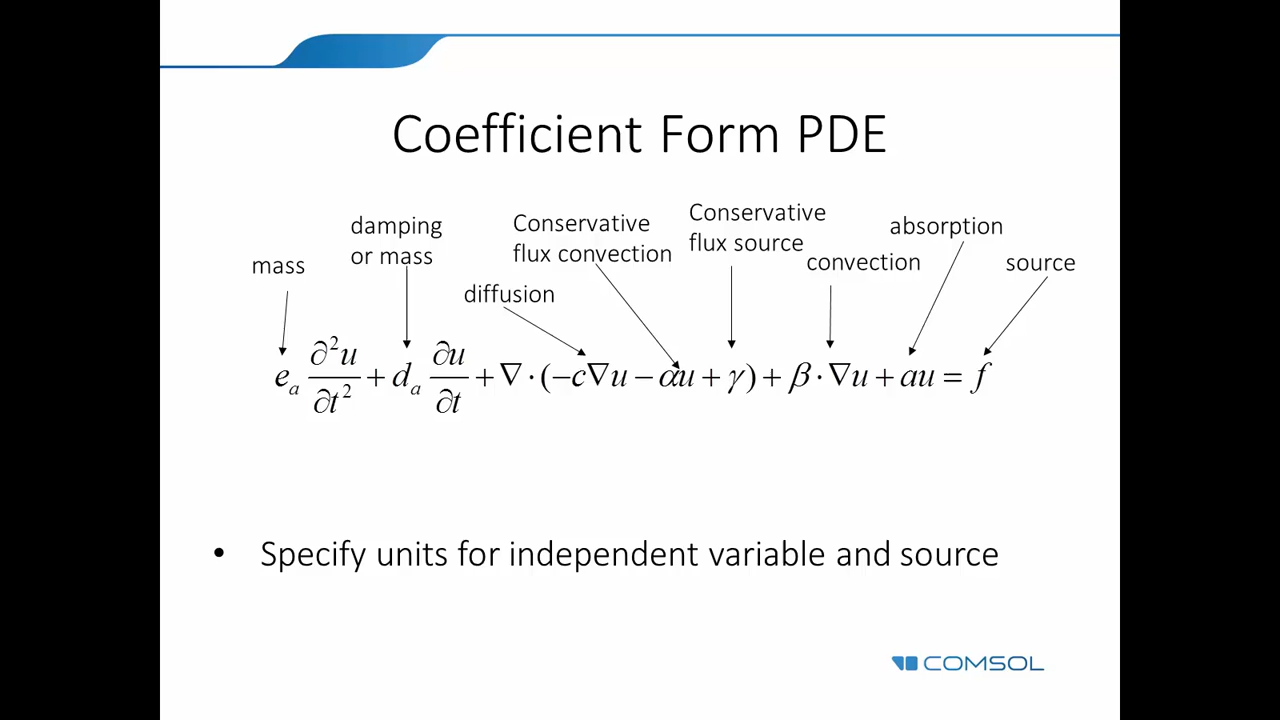 Coefficient Form PDE
mass
damping
or mass
diffusion
Conservative
flux convection
Conservative
flux source
convection
absorption
source
e_a ∂²u/∂t² + d_a ∂u/∂t + ∇·(−c∇u − αu + γ) + β·∇u + au = f
• Specify units for independent variable and source
COMSOL